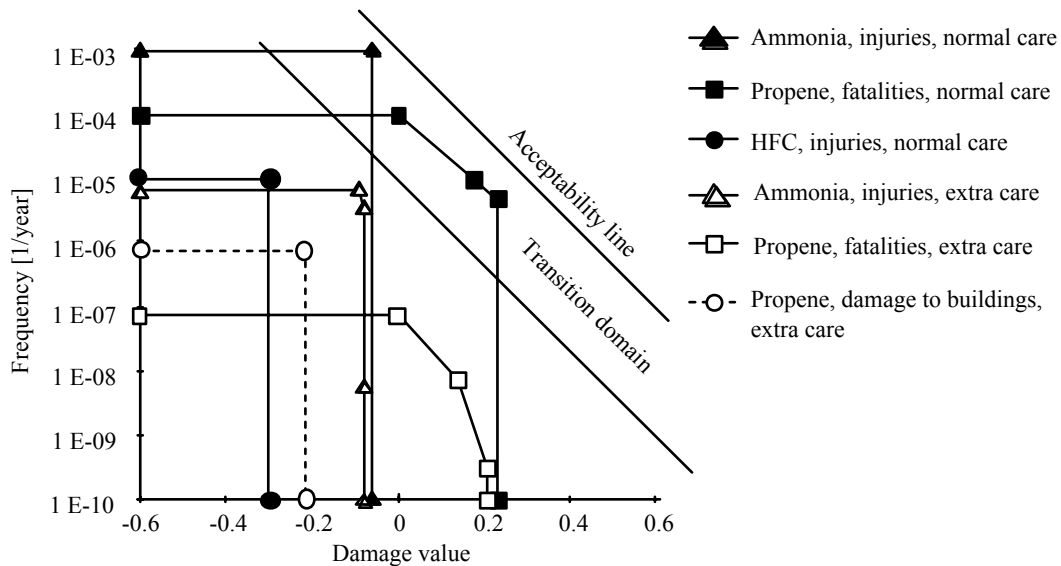 1 E-03
1 E-04
1 E-05
1 E-06
1 E-07
1 E-08
1 E-09
1 E-10
Frequency [1/year]
-0.6
-0.4
-0.2
0
0.2
0.4
0.6
Damage value
Acceptability line
Transition domain
Ammonia, injuries, normal care
Propene, fatalities, normal care
HFC, injuries, normal care
Ammonia, injuries, extra care
Propene, fatalities, extra care
Propene, damage to buildings,
extra care